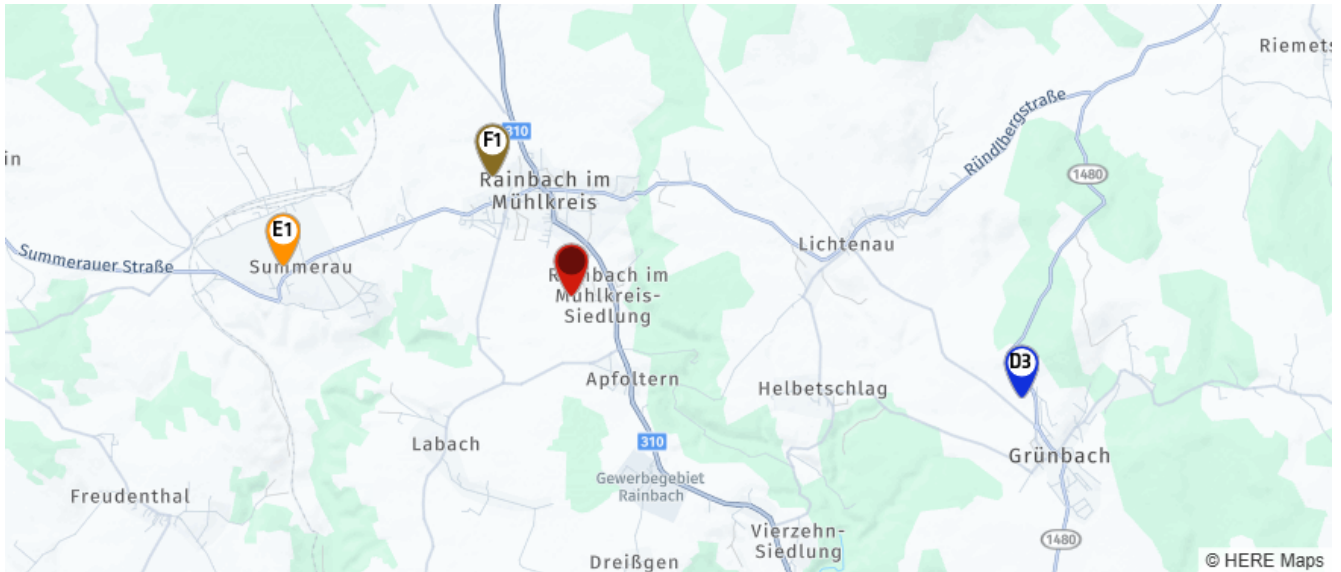 Riemets
310
F1
Ründlbergstraße
in
Rainbach im
Mühlkreis
1480
E1
Lichtenau
Summerauer Straße
Summerau
Rainbach im
Mühlkreis-
Siedlung
D3
Apfoltern
Helbetschlag
Labach
310
Grünbach
Gewerbegebiet
Rainbach
Freudenthal
Vierzehn-
Siedlung
1480
Dreißgen
© HERE Maps